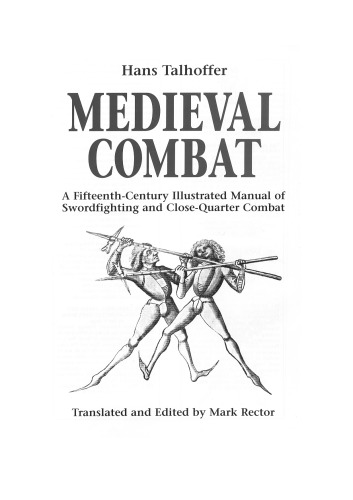 Hans Talhoffer
MEDIEVAL
COMBAT
A Fifteenth-Century Illustrated Manual of
Swordfighting and Close-Quarter Combat
Translated and Edited by Mark Rector